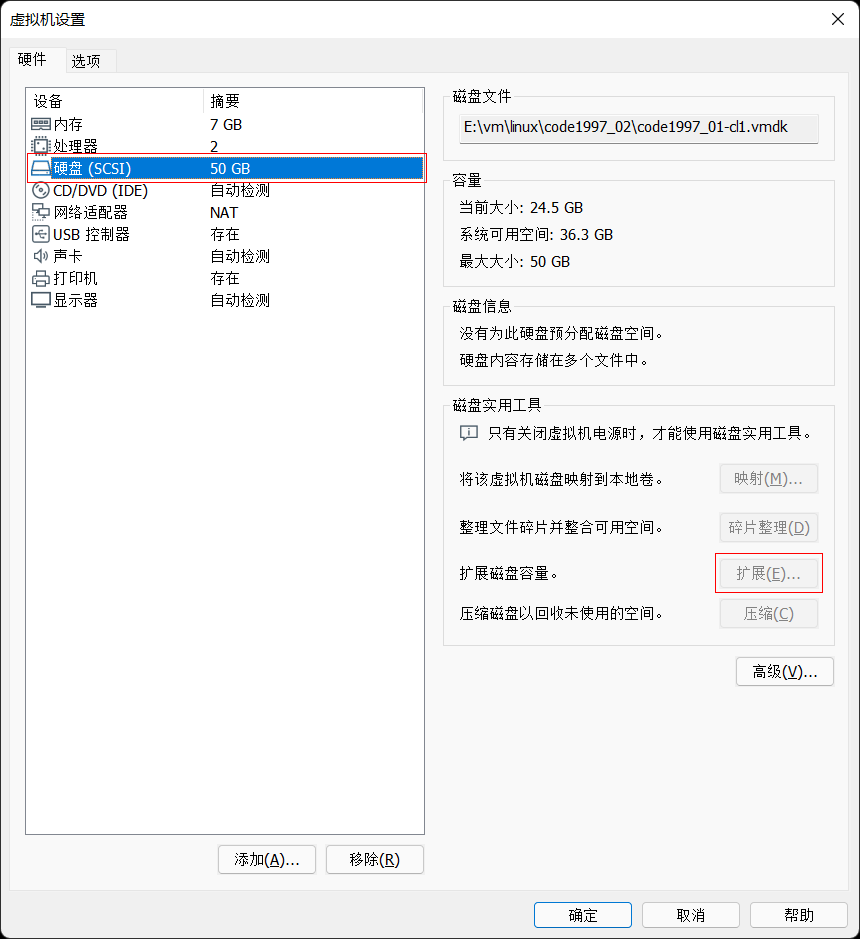 虚拟机设置
硬件 选项
设备 摘要
内存 7 GB
处理器 2
硬盘 (SCSI) 50 GB
CD/DVD (IDE) 自动检测
网络适配器 NAT
USB 控制器 存在
声卡 自动检测
打印机 存在
显示器 自动检测
添加(A)... 移除(R)
磁盘文件
E:\vm\linux\code1997_02\code1997_01-cl1.vmdk
容量
当前大小: 24.5 GB
系统可用空间: 36.3 GB
最大大小: 50 GB
磁盘信息
没有为此硬盘预分配磁盘空间。
硬盘内容存储在多个文件中。
磁盘实用工具
只有关闭虚拟机电源时，才能使用磁盘实用工具。
将该虚拟机磁盘映射到本地卷。 映射(M)...
整理文件碎片并整合可用空间。 碎片整理(D)
扩展磁盘容量。 扩展(E)...
压缩磁盘以回收未使用的空间。 压缩(C)
高级(V)...
确定 取消 帮助